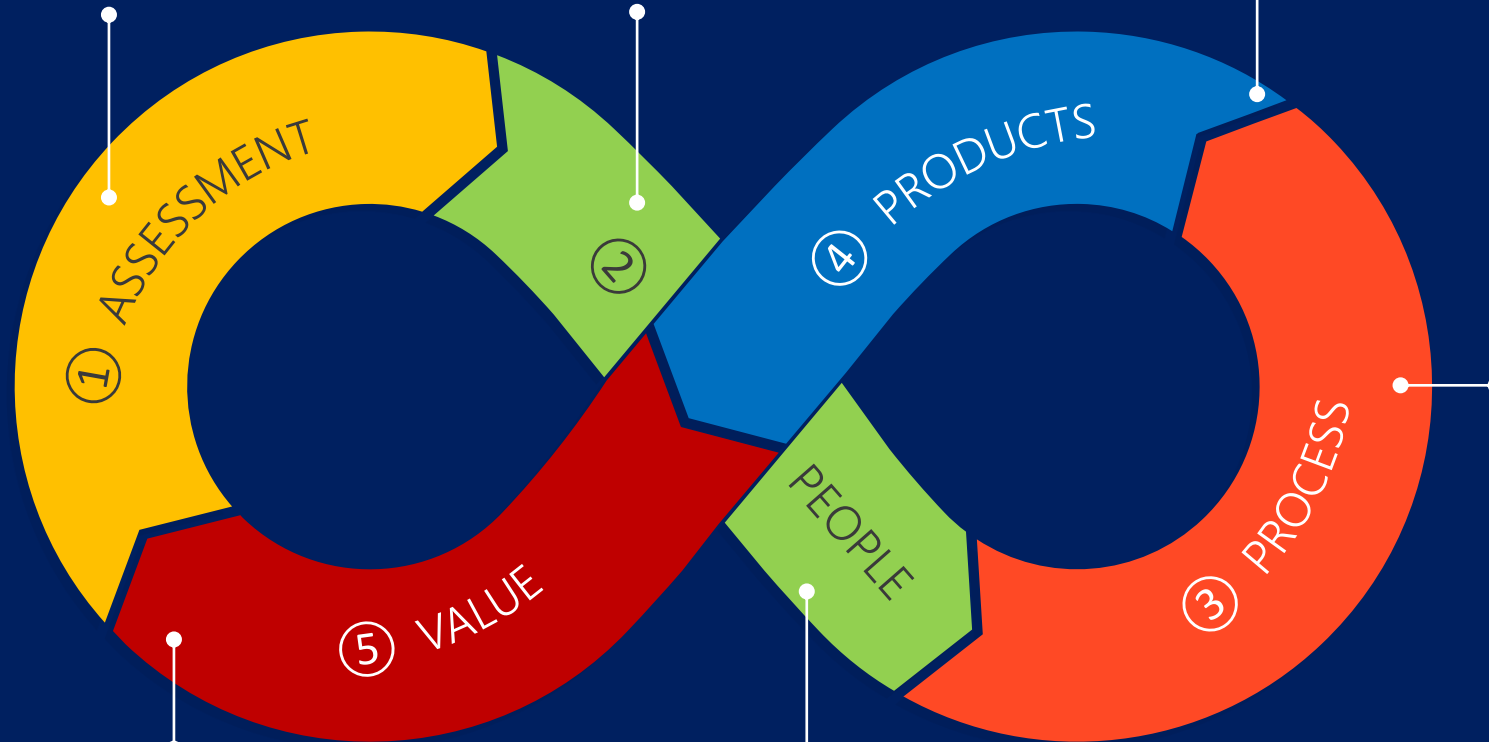 ① ASSESSMENT
②
PEOPLE
③ PROCESS
④ PRODUCTS
⑤ VALUE